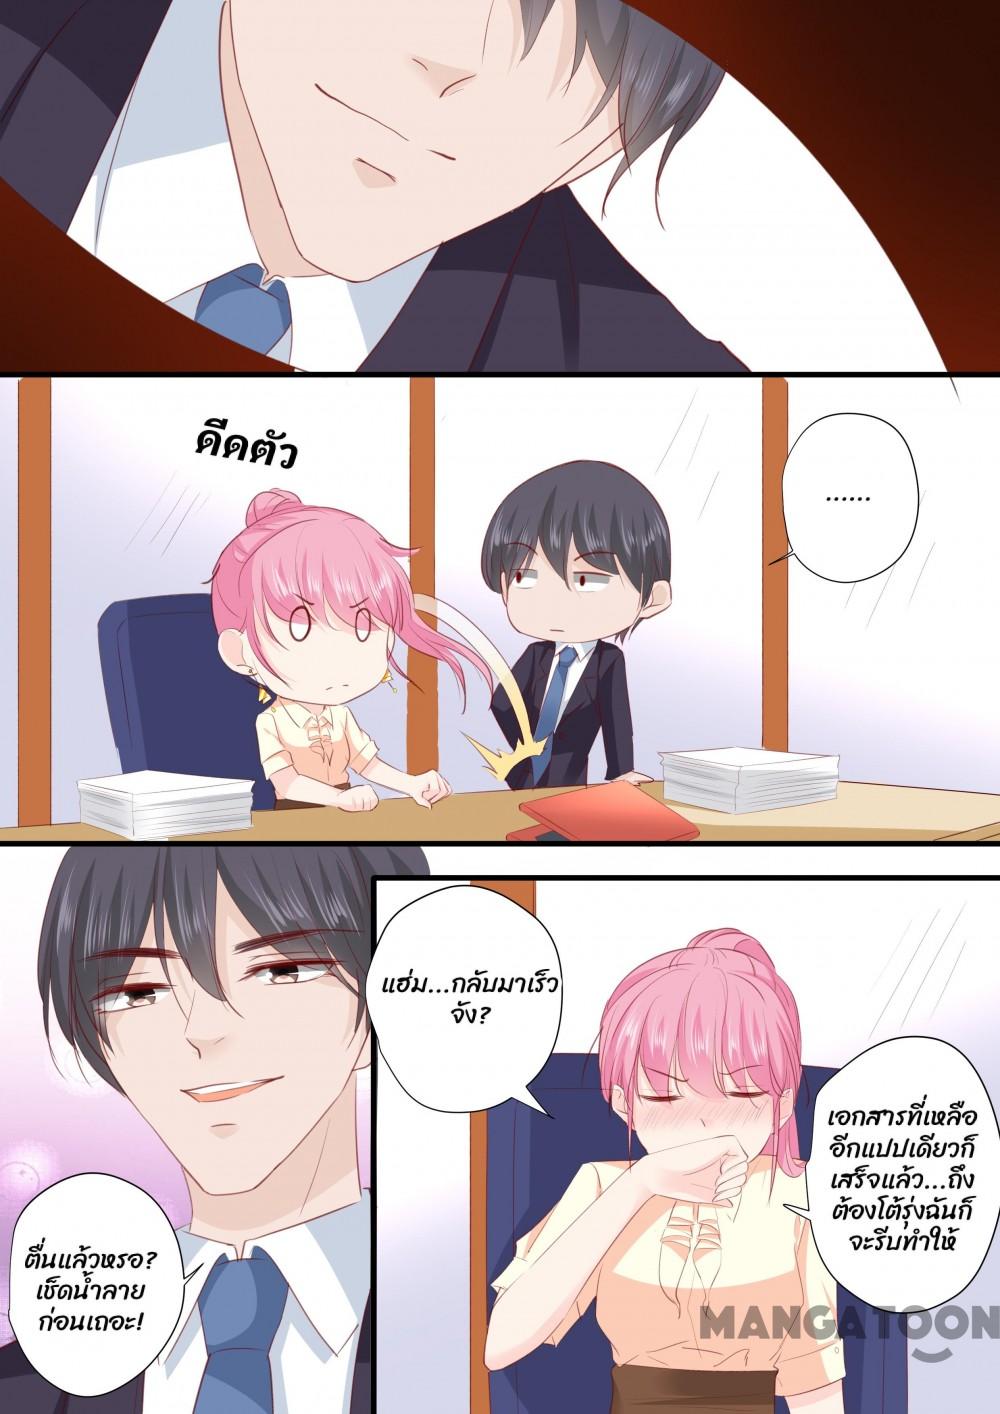 ดีดตัว
......
ตื่นแล้วหรอ?
เช็ดน้ำลาย
ก่อนเถอะ!
แฮ่ม...กลับมาเร็ว
จัง?
เอกสารที่เหลือ
อีกแปปเดียวก็
เสร็จแล้ว...ถึง
ต้องโต้รุ่งฉันก็
จะรีบทำให้
MANGATOON